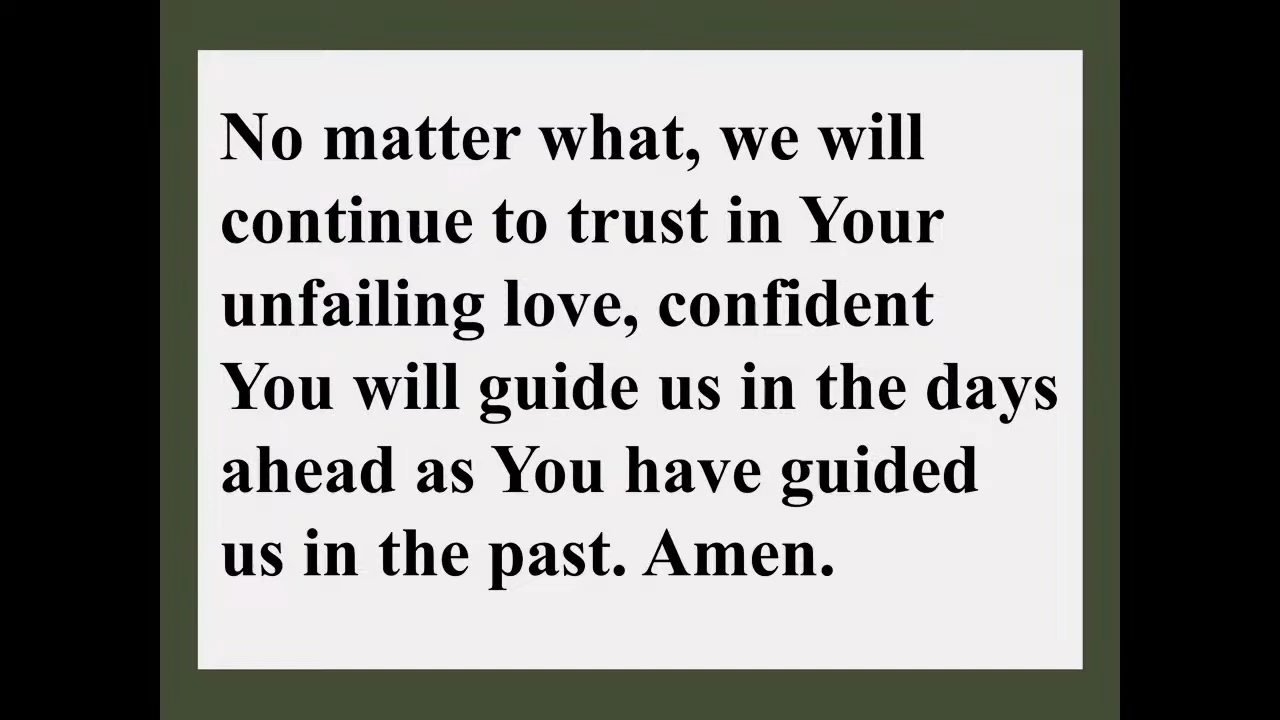 No matter what, we will
continue to trust in Your
unfailing love, confident
You will guide us in the days
ahead as You have guided
us in the past. Amen.